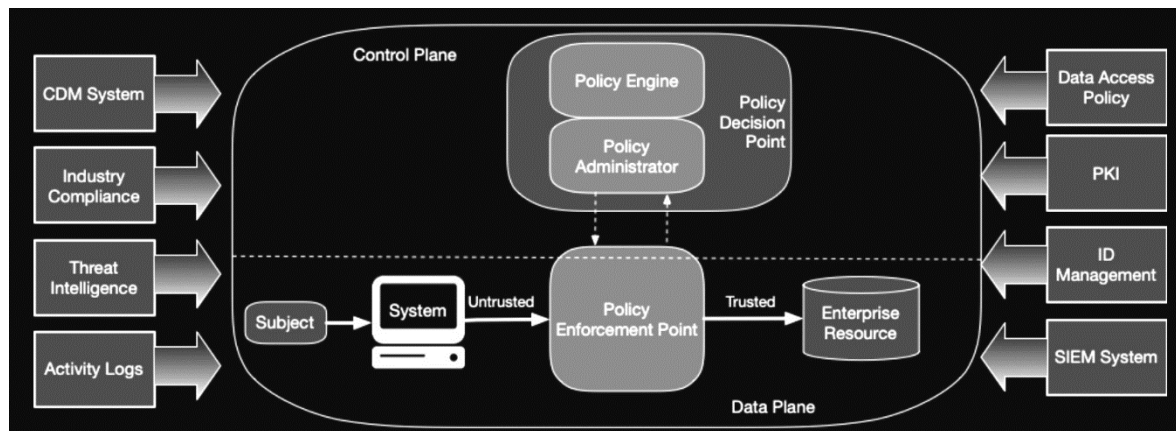 Control Plane
Policy Engine
Policy
Administrator
Policy
Decision
Point
CDM System
Industry
Compliance
Threat
Intelligence
Activity Logs
Subject
System
Untrusted
Policy
Enforcement Point
Trusted
Enterprise
Resource
Data Plane
Data Access
Policy
PKI
ID
Management
SIEM System